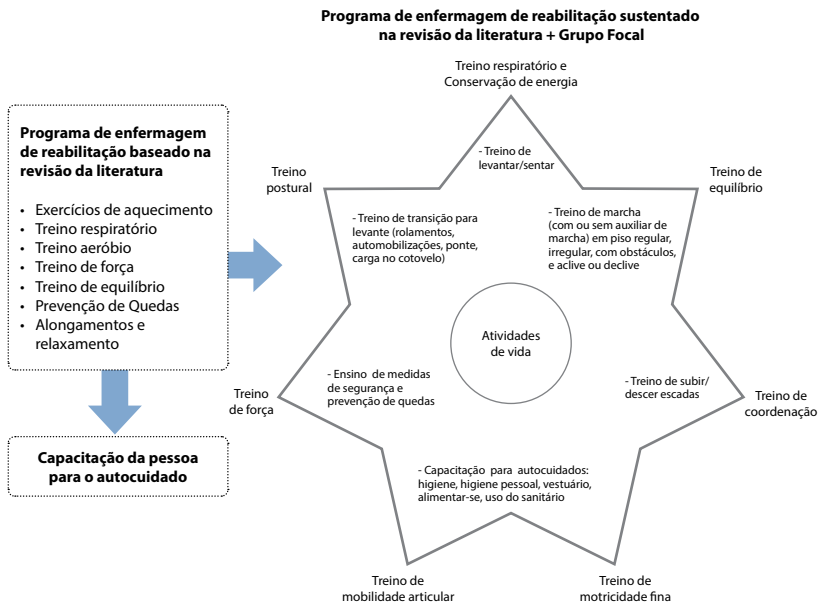 Programa de enfermagem de reabilitação sustentado
na revisão da literatura + Grupo Focal
Programa de enfermagem
de reabilitação baseado na
revisão da literatura
• Exercícios de aquecimento
• Treino respiratório
• Treino aeróbio
• Treino de força
• Treino de equilíbrio
• Prevenção de Quedas
• Alongamentos e
relaxamento
Capacitação da pessoa
para o autocuidado
Treino respiratório e
Conservação de energia
Treino
postural
Treino de
equilíbrio
- Treino de
levantar/sentar
- Treino de transição para
levante (rolamentos,
automobilizações, ponte,
carga no cotovelo)
- Treino de marcha
(com ou sem auxiliar de
marcha) em piso regular,
irregular, com obstáculos,
e aclive ou declive
Atividades
de vida
- Ensino de medidas
de segurança e
prevenção de quedas
- Treino de subir/
descer escadas
Treino
de força
Treino de
coordenação
- Capacitação para autocuidados:
higiene, higiene pessoal, vestuário,
alimentar-se, uso do sanitário
Treino de
mobilidade articular
Treino de
motricidade fina